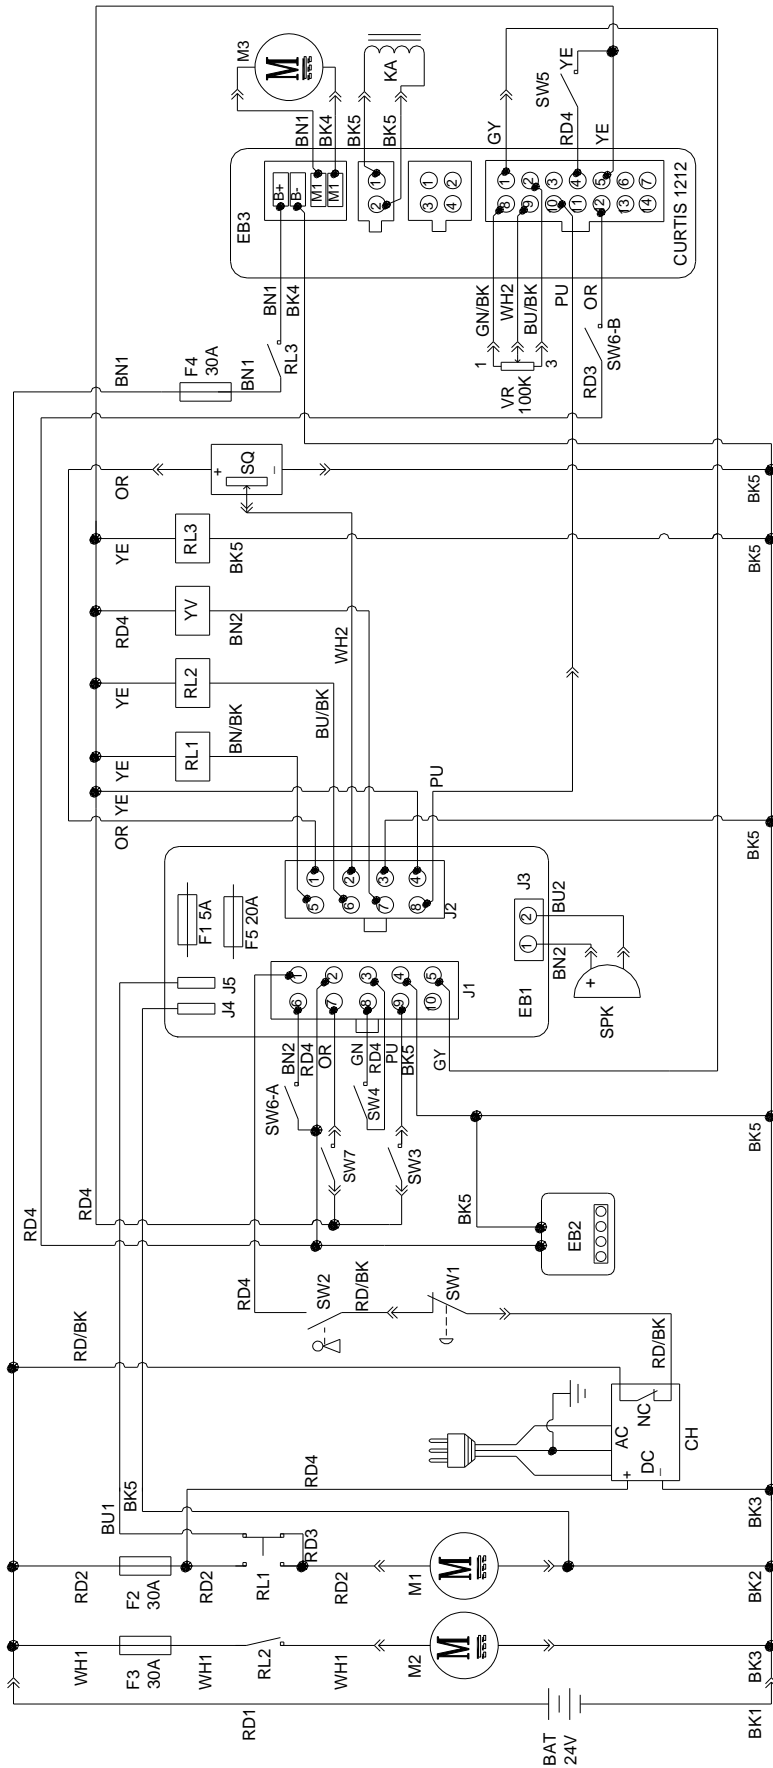 RD4
WH1
RD2
RD/BK
RD4
BU1
BK5
F3
30A
F2
30A
OR
YE
YE
YE
RD4
YE
OR
BN1
RL1
RL2
YV
RL3
F4
30A
WH1
RD2
J4
J5
F1 5A
F5 20A
BN/BK
BN2
BK5
+
SQ
−
BN1
RD1
RL2
RL1
RD4
SW6-A
RL3
BN1
BK4
EB3
B+
B-
M1
M1
M3
M
BN1
BK4
RD3
RD4
BN2
RD4
OR
BU/BK
WH2
SW2
RD/BK
SW7
GN
RD4
PU
BK5
SW4
SW3
WH1
RD2
5
1
6
2
7
3
8
4
J2
PU
6
1
7
2
8
3
9
4
10
5
J1
GY
BK5
BK5
KA
2
1
3
1
4
2
M2
M
M1
M
SW1
BK5
GY
GN/BK
WH2
BU/BK
PU
OR
1
VR
100K
3
RD3
SW6-B
8
1
9
2
10
3
11
4
12
5
13
6
14
7
SW5
YE
RD4
YE
CURTIS 1212
EB1
1
2
J3
BN2
BU2
+
SPK
EB2
BAT
24V
AC
NC
+
DC
−
CH
RD/BK
BK1
BK3
BK2
BK3
BK5
BK5
BK5
BK5